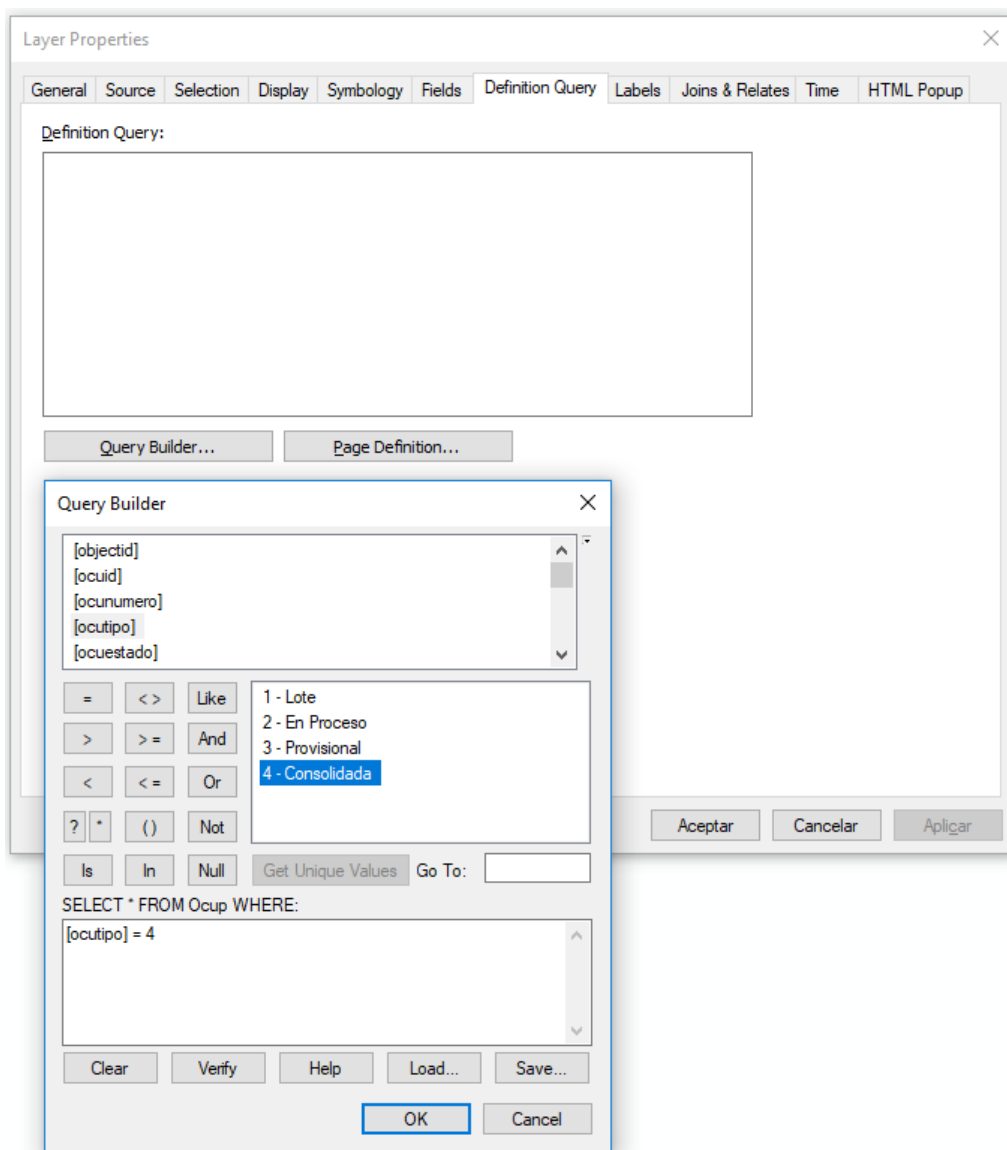 Layer Properties
General Source Selection Display Symbology Fields Definition Query Labels Joins & Relates Time HTML Popup
Definition Query:
Query Builder... Page Definition...
Query Builder
[objectid]
[ocuid]
[ocunumero]
[ocutipo]
[ocuestado]
= < > Like
> > = And
< < = Or
? * ( ) Not
Is In Null
1 - Lote
2 - En Proceso
3 - Provisional
4 - Consolidada
Get Unique Values Go To:
SELECT * FROM Ocup WHERE:
[ocutipo] = 4
Clear Verify Help Load... Save...
OK Cancel
Aceptar Cancelar Aplicar